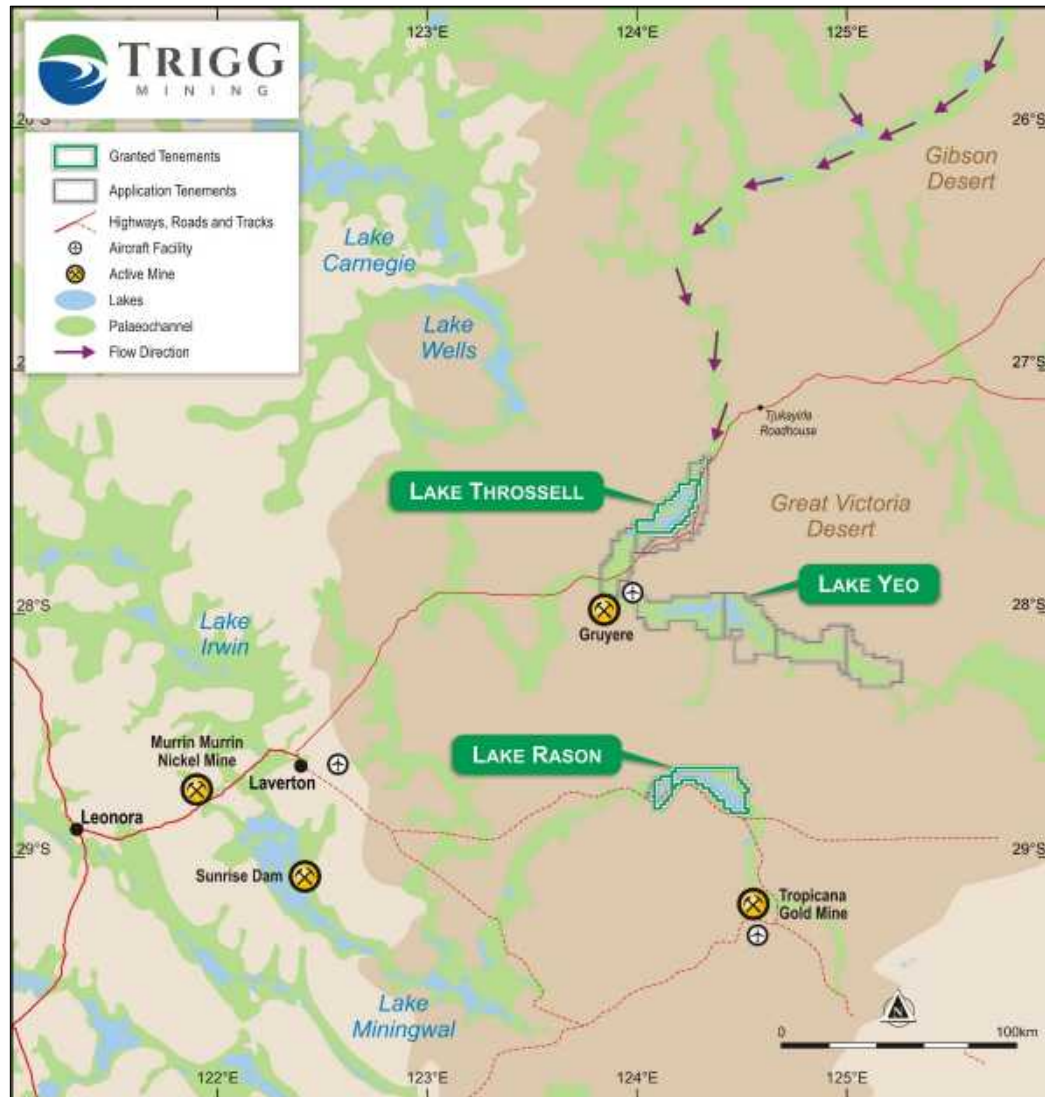 TRIGG
MINING
Granted Tenements
Application Tenements
Highways, Roads and Tracks
Aircraft Facility
Active Mine
Lakes
Palaeochannel
Flow Direction
123°E
124°E
125°E
26°S
26°S
Gibson
Desert
Lake
Carnegie
Lake
Wells
27°S
Tjukayirla
Roadhouse
LAKE THROSSELL
Great Victoria
Desert
LAKE YEO
28°S
28°S
Gruyere
Lake
Irwin
Murrin Murrin
Nickel Mine
Laverton
LAKE RASON
Leonora
29°S
29°S
Sunrise Dam
Tropicana
Gold Mine
Lake
Miningwal
N
0
100km
122°E
123°E
124°E
125°E